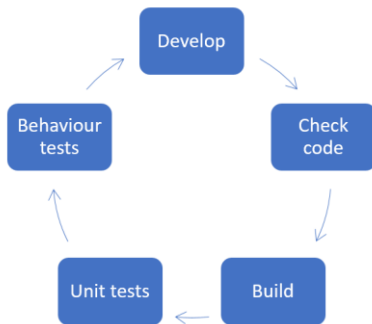 Develop
Check
code
Build
Unit tests
Behaviour
tests